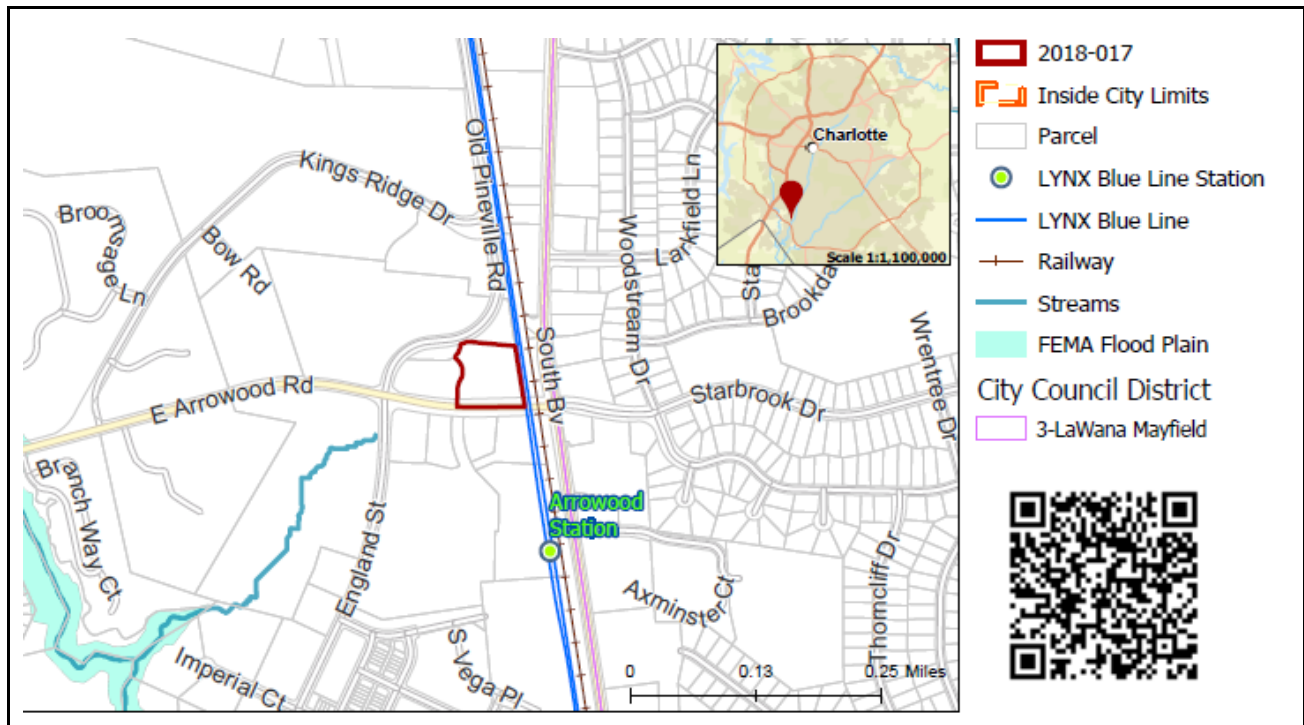 2018-017
Inside City Limits
Parcel
LYNX Blue Line Station
LYNX Blue Line
Railway
Streams
FEMA Flood Plain
City Council District
3-LaWana Mayfield
Charlotte
Scale 1:1,100,000
Old Pineville Rd
Kings Ridge Dr
Broomsage Ln
Bow Rd
Woodstream Dr
Larkfield Ln
Sta
Brookda
Wrentree Dr
South Bv
E Arrowood Rd
Starbrook Dr
Branch Way Ct
England St
Arrowood
Station
Axminster Ct
Thorncliff Dr
Imperial Ct
S Vega Pl
0 0.13 0.25 Miles